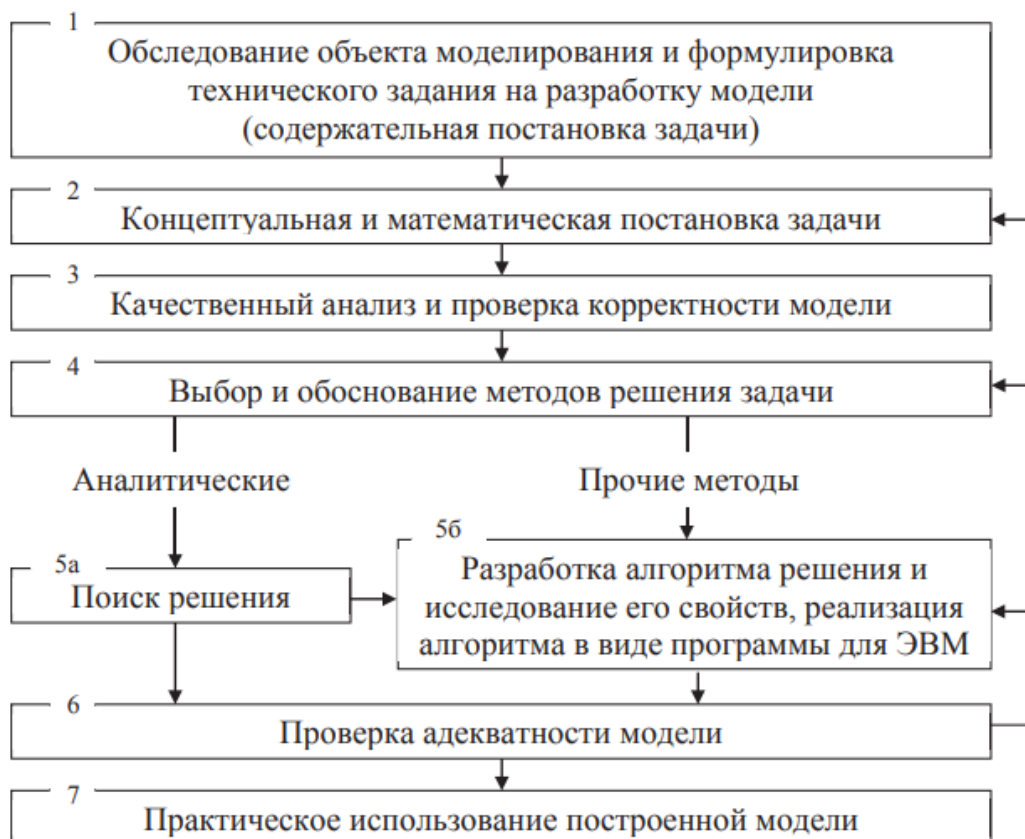 1
Обследование объекта моделирования и формулировка
технического задания на разработку модели
(содержательная постановка задачи)
2
Концептуальная и математическая постановка задачи
3
Качественный анализ и проверка корректности модели
4
Выбор и обоснование методов решения задачи
Аналитические
Прочие методы
5а
Поиск решения
5б
Разработка алгоритма решения и
исследование его свойств, реализация
алгоритма в виде программы для ЭВМ
6
Проверка адекватности модели
7
Практическое использование построенной модели